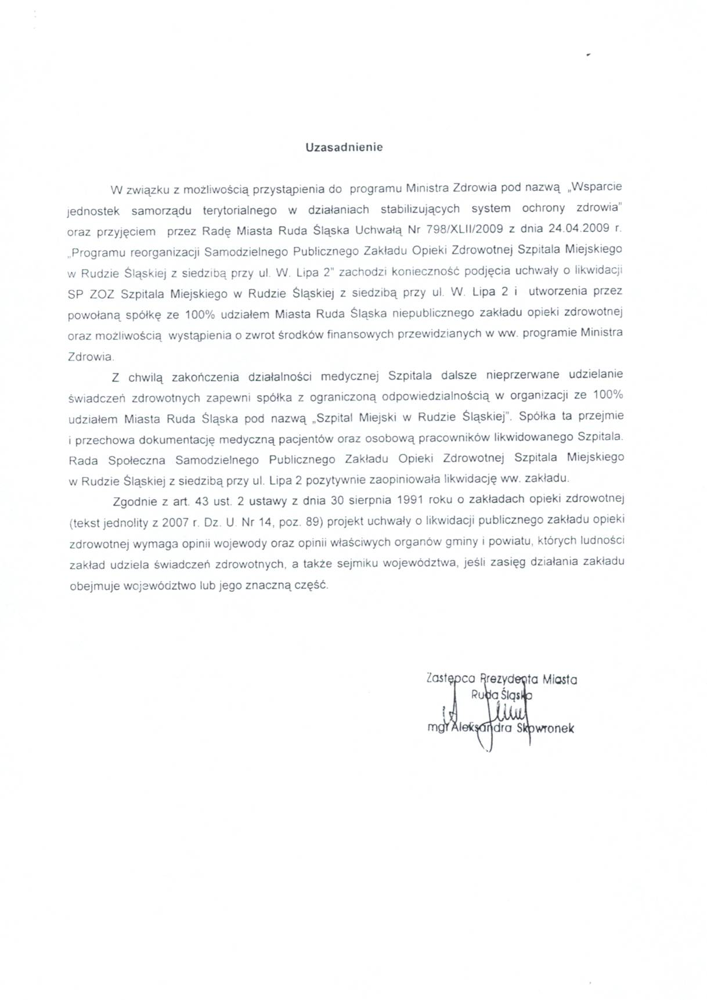 Uzasadnienie
W związku z możliwością przystąpienia do programu Ministra Zdrowia pod nazwą „Wsparcie
jednostek samorządu terytorialnego w działaniach stabilizujących system ochrony zdrowia"
oraz przyjęciem przez Radę Miasta Ruda Śląska Uchwałą Nr 798/XLII/2009 z dnia 24.04.2009 r.
„Programu reorganizacji Samodzielnego Publicznego Zakładu Opieki Zdrowotnej Szpitala Miejskiego
w Rudzie Śląskiej z siedzibą przy ul. W. Lipa 2" zachodzi konieczność podjęcia uchwały o likwidacji
SP ZOZ Szpitala Miejskiego w Rudzie Śląskiej z siedzibą przy ul. W. Lipa 2 i utworzenia przez
powołaną spółkę ze 100% udziałem Miasta Ruda Śląska niepublicznego zakładu opieki zdrowotnej
oraz możliwością wystąpienia o zwrot środków finansowych przewidzianych w ww. programie Ministra
Zdrowia.
Z chwilą zakończenia działalności medycznej Szpitala dalsze nieprzerwane udzielanie
świadczeń zdrowotnych zapewni spółka z ograniczoną odpowiedzialnością w organizacji ze 100%
udziałem Miasta Ruda Śląska pod nazwą „Szpital Miejski w Rudzie Śląskiej". Spółka ta przejmie
i przechowa dokumentację medyczną pacjentów oraz osobową pracowników likwidowanego Szpitala.
Rada Społeczna Samodzielnego Publicznego Zakładu Opieki Zdrowotnej Szpitala Miejskiego
w Rudzie Śląskiej z siedzibą przy ul. Lipa 2 pozytywnie zaopiniowała likwidację ww. zakładu.
Zgodnie z art. 43 ust. 2 ustawy z dnia 30 sierpnia 1991 roku o zakładach opieki zdrowotnej
(tekst jednolity z 2007 r. Dz. U. Nr 14, poz. 89) projekt uchwały o likwidacji publicznego zakładu opieki
zdrowotnej wymaga opinii wojewody oraz opinii właściwych organów gminy i powiatu, których ludności
zakład udziela świadczeń zdrowotnych, a także sejmiku województwa, jeśli zasięg działania zakładu
obejmuje województwo lub jego znaczną część.
Zastępca Prezydenta Miasta
Ruda Śląska
mgr Aleksandra Skowronek